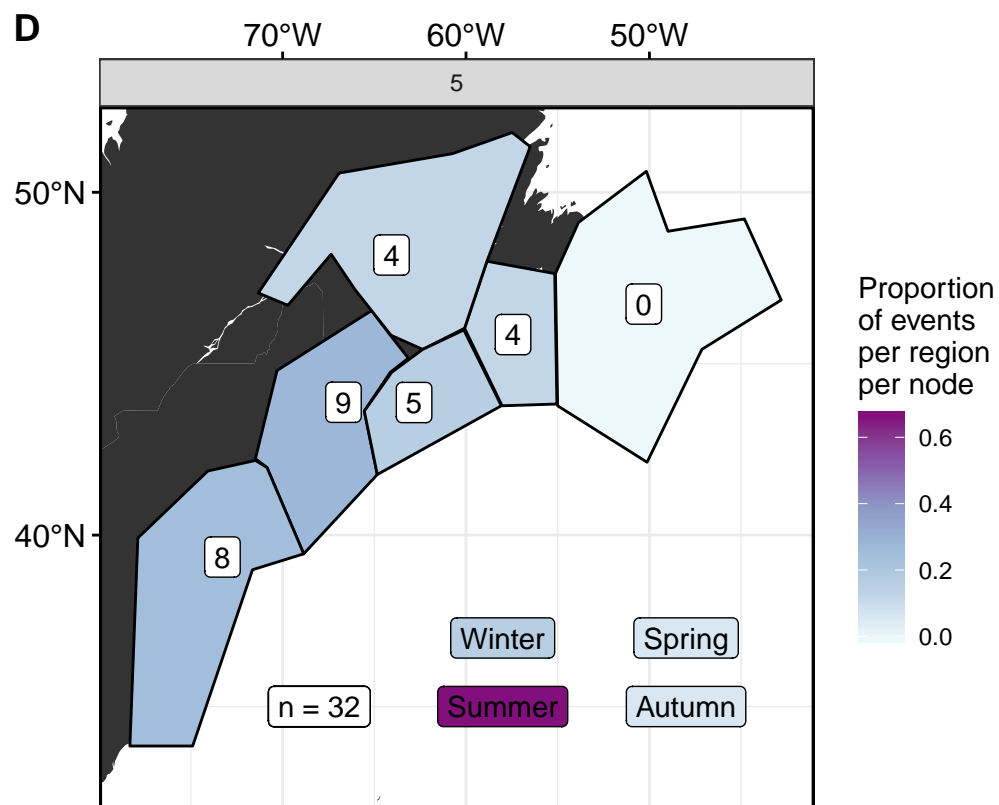 D
70°W 60°W 50°W
5
50°N
40°N
4
0
4
9
5
8
Winter Spring
n = 32 Summer Autumn
Proportion
of events
per region
per node
0.6
0.4
0.2
0.0